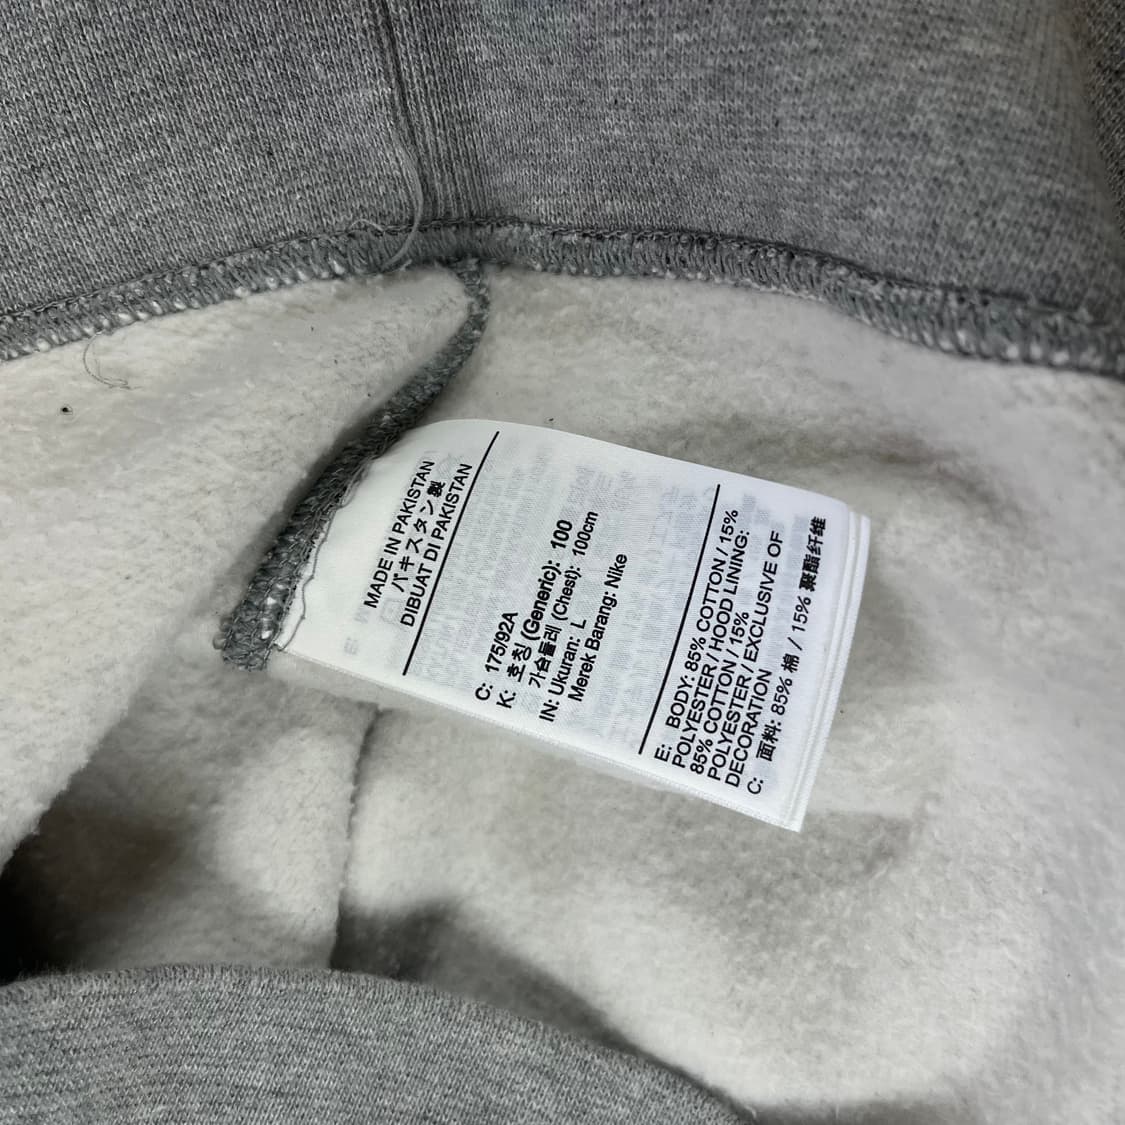 MADE IN PAKISTAN
パキスタン製
DIBUAT DI PAKISTAN
C: 175/92A
K: 호칭 (Generic): 100
가슴둘레 (Chest): 100cm
IN: Ukuran: L
Merek Barang: Nike
E: BODY: 85% COTTON / 15%
POLYESTER / HOOD LINING:
85% COTTON / 15%
POLYESTER / EXCLUSIVE OF
DECORATION
C: 面料: 85% 棉 / 15% 聚酯纤维